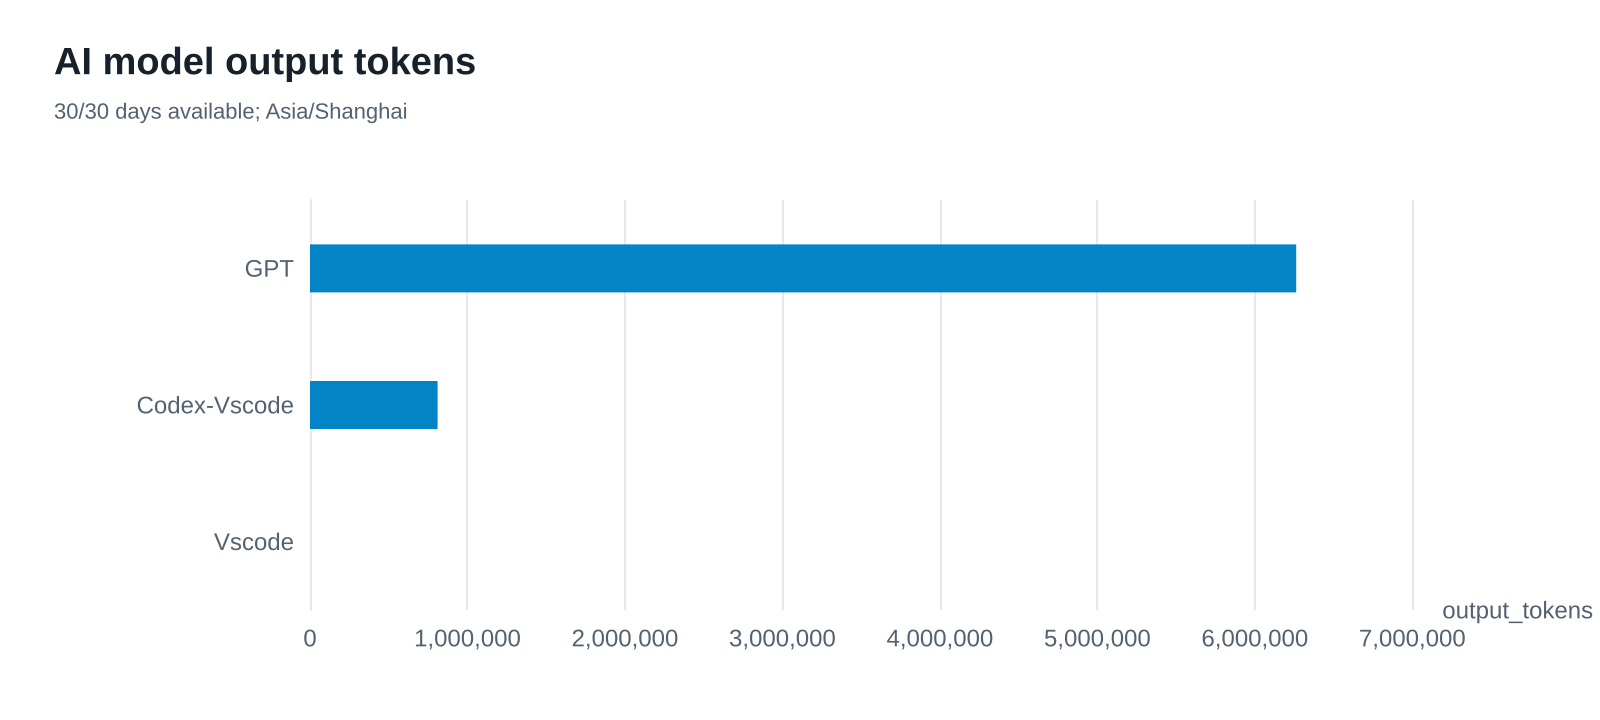 AI model output tokens
30/30 days available; Asia/Shanghai
GPT
Codex-Vscode
Vscode
output_tokens
0 1,000,000 2,000,000 3,000,000 4,000,000 5,000,000 6,000,000 7,000,000